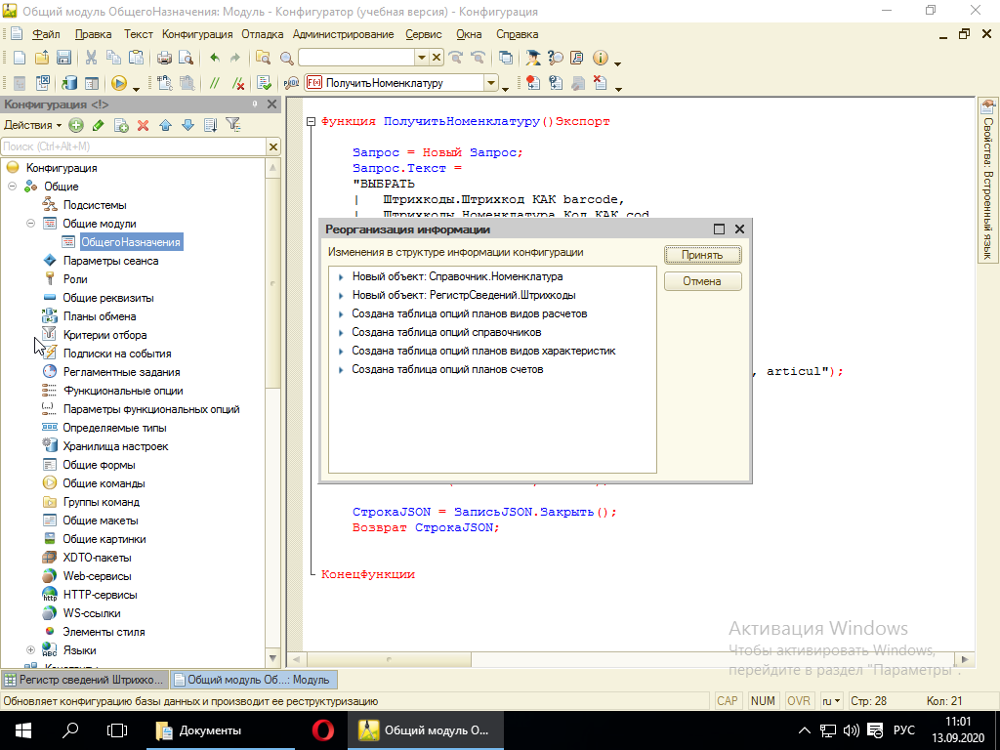 Общий модуль ОбщегоНазначения: Модуль - Конфигуратор (учебная версия) - Конфигурация
Файл Правка Текст Конфигурация Отладка Администрирование Сервис Окна Справка
ПолучитьНоменклатуру
Конфигурация <!>
Действия
Поиск (Ctrl+Alt+M)
Конфигурация
Общие
Подсистемы
Общие модули
ОбщегоНазначения
Параметры сеанса
Роли
Общие реквизиты
Планы обмена
Критерии отбора
Подписки на события
Регламентные задания
Функциональные опции
Параметры функциональных опций
Определяемые типы
Хранилища настроек
Общие формы
Общие команды
Группы команд
Общие макеты
Общие картинки
XDTO-пакеты
Web-сервисы
HTTP-сервисы
WS-ссылки
Элементы стиля
Языки
Функция ПолучитьНоменклатуру()Экспорт
Запрос = Новый Запрос;
Запрос.Текст =
"ВЫБРАТЬ
| Штрихкоды.Штрихкод КАК barcode,
| Штрихкоды.Номенклатура.Код КАК cod,
Реорганизация информации
Изменения в структуре информации конфигурации
Новый объект: Справочник.Номенклатура
Новый объект: РегистрСведений.Штрихкоды
Создана таблица опций планов видов расчетов
Создана таблица опций справочников
Создана таблица опций планов видов характеристик
Создана таблица опций планов счетов
Принять
Отмена
, articul");
СтрокаJSON = ЗаписьJSON.Закрыть();
Возврат СтрокаJSON;
КонецФункции
Свойства: Встроенный язык
Активация Windows
Чтобы активировать Windows,
перейдите в раздел "Параметры".
Регистр сведений Штрихко... Общий модуль Об...: Модуль
Обновляет конфигурацию базы данных и производит ее реструктуризацию
CAP NUM OVR ru Стр: 28 Кол: 21
Документы
Общий модуль О...
РУС
11:01
13.09.2020